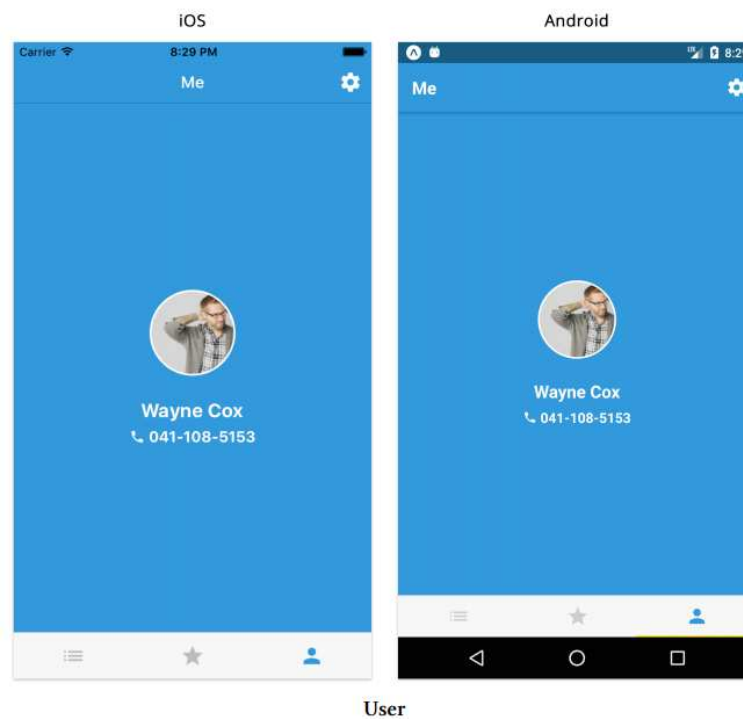 iOS
Carrier 8:29 PM
Me
Wayne Cox
041-108-5153
Android
8:29
Me
Wayne Cox
041-108-5153
User